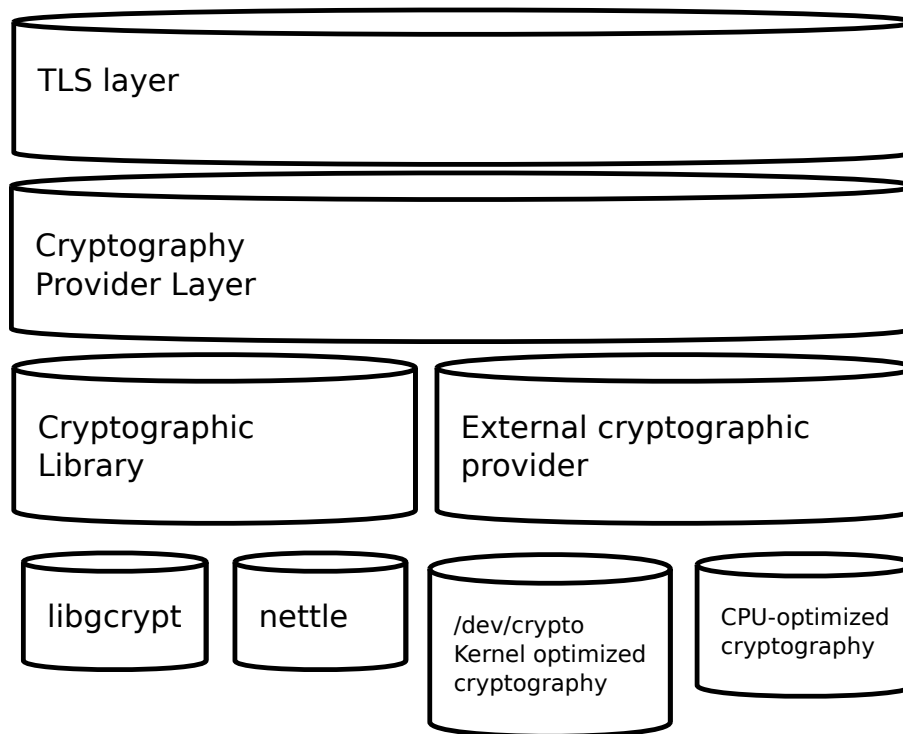 TLS layer
Cryptography
Provider Layer
Cryptographic
Library
External cryptographic
provider
libgcrypt
nettle
/dev/crypto
Kernel optimized
cryptography
CPU-optimized
cryptography